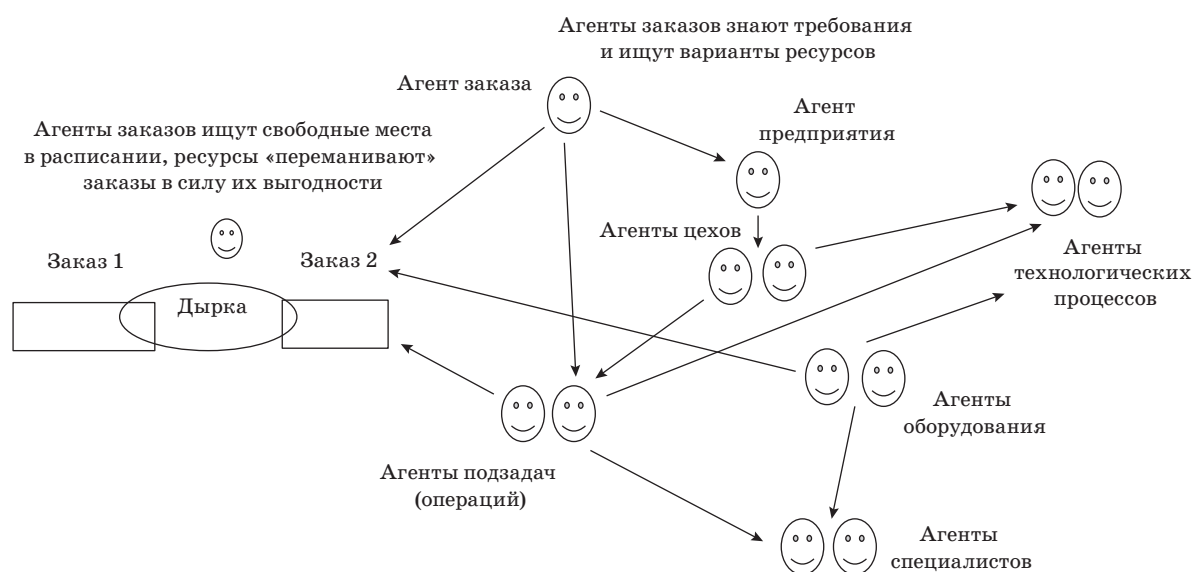 Агенты заказов знают требования
и ищут варианты ресурсов
Агент заказа
Агент
предприятия
Агенты заказов ищут свободные места
в расписании, ресурсы «переманивают»
заказы в силу их выгодности
Агенты цехов
Заказ 1
Заказ 2
Агенты
технологических
процессов
Дырка
Агенты
оборудования
Агенты подзадач
(операций)
Агенты
специалистов